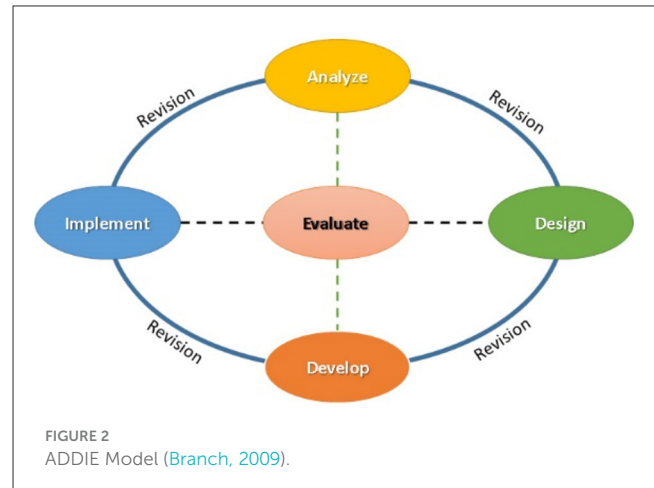 Analyze
Revision
Revision
Implement
Evaluate
Design
Revision
Revision
Develop
FIGURE 2
ADDIE Model (Branch, 2009).